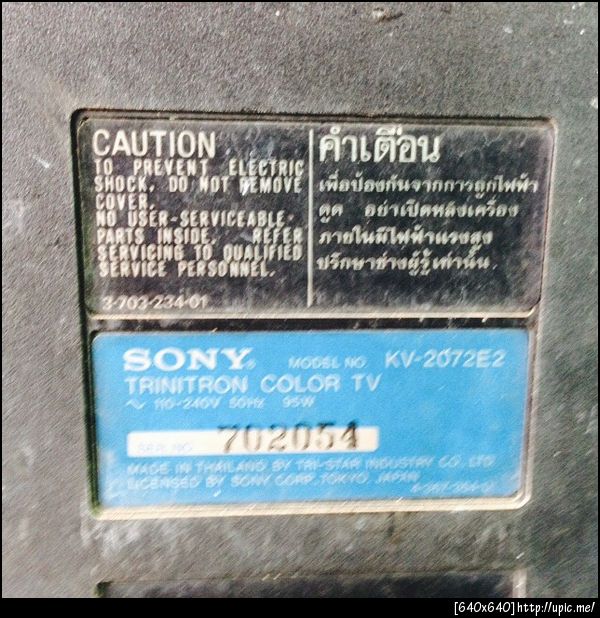 CAUTION
TO PREVENT ELECTRIC
SHOCK, DO NOT REMOVE
COVER.
NO USER-SERVICEABLE
PARTS INSIDE. REFER
SERVICING TO QUALIFIED
SERVICE PERSONNEL.
3-703-234-01
คำเตือน
เพื่อป้องกันจากการถูกไฟฟ้า
ดูด อย่าเปิดหลังเครื่อง
ภายในมีไฟฟ้าแรงสูง
ปรึกษาช่างผู้รู้เท่านั้น
SONY® MODEL NO KV-2072E2
TRINITRON COLOR TV
~ 110-240V 50Hz 95W
SER. NO. 702054
MADE IN THAILAND BY TRI-STAR INDUSTRY CO., LTD
LICENSED BY SONY CORP. TOKYO, JAPAN
[640x640] http://upic.me/